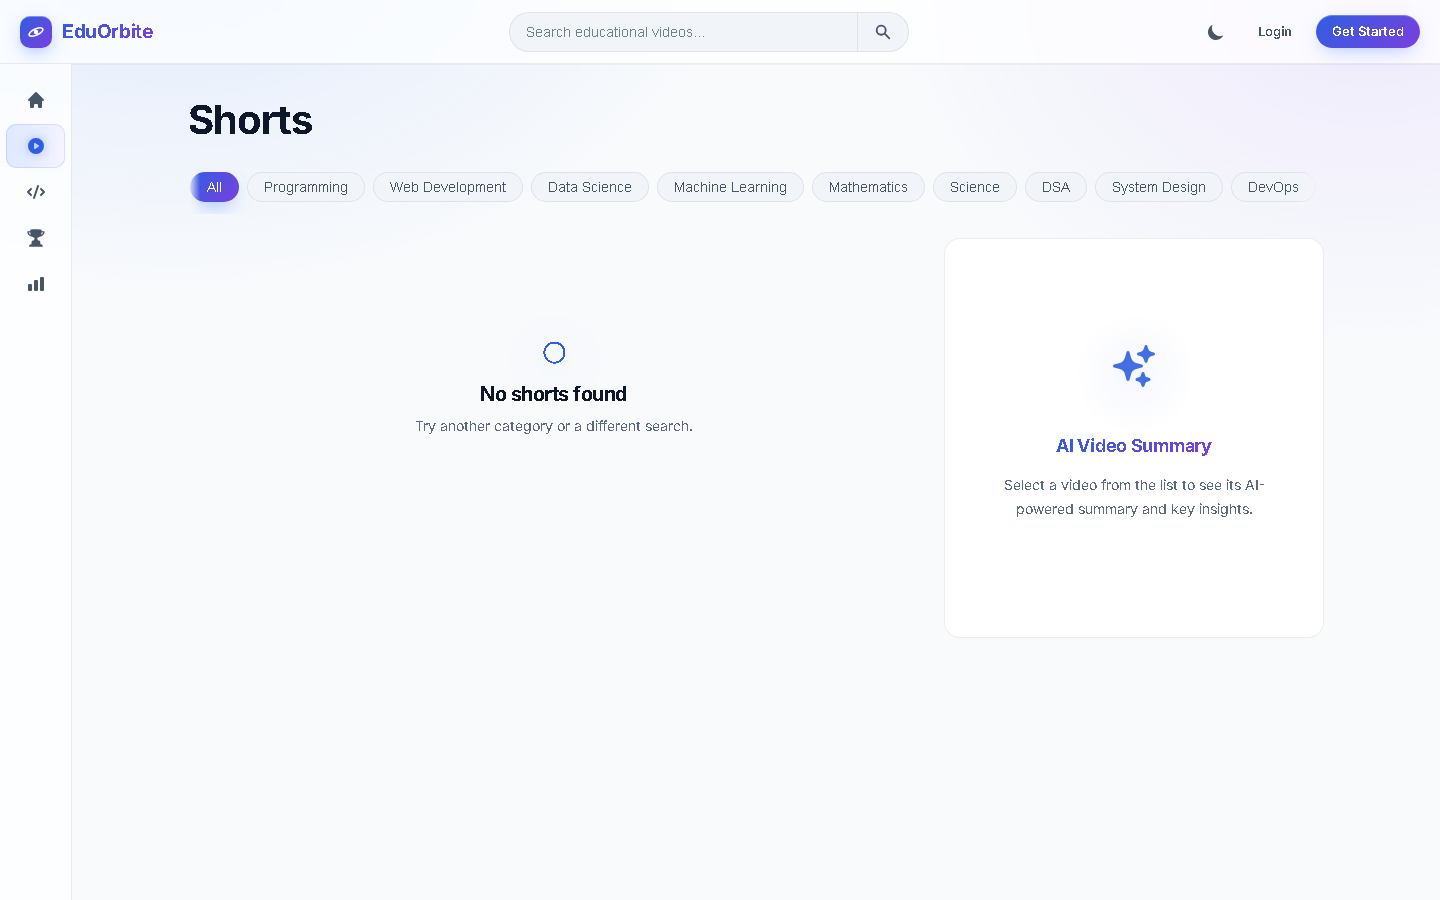 EduOrbite
Search educational videos...
Login
Get Started
Shorts
All
Programming
Web Development
Data Science
Machine Learning
Mathematics
Science
DSA
System Design
DevOps
No shorts found
Try another category or a different search.
AI Video Summary
Select a video from the list to see its AI-
powered summary and key insights.